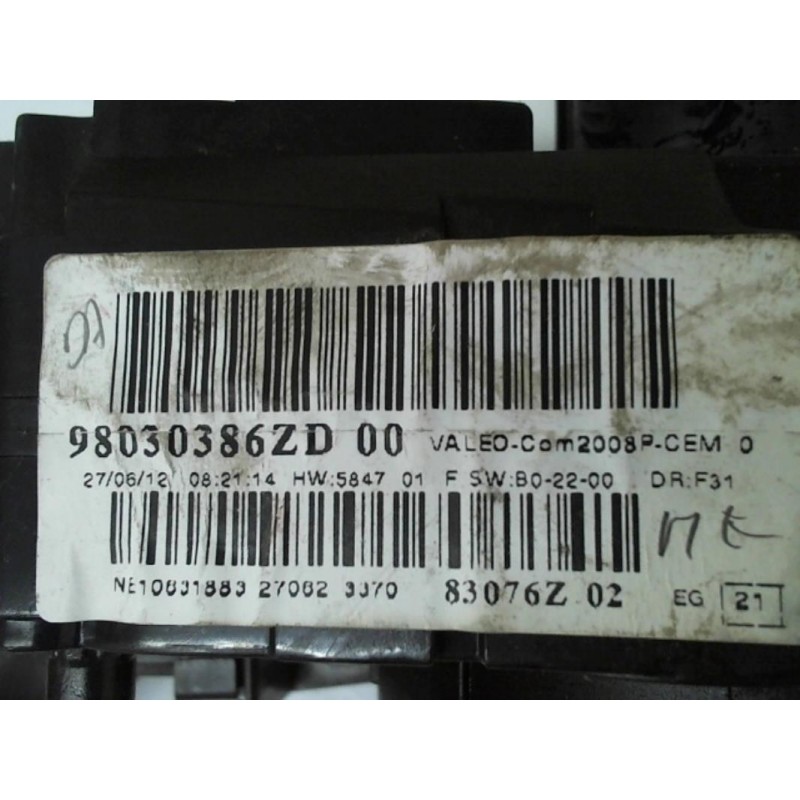 98030386ZD 00 VALEO-Com2008P-CEM 0
27/06/12 08:21:14 HW:5847 01 F SW:B0-22-00 DR:F31
NE10631883 27062 3370 83076Z 02 EG 21